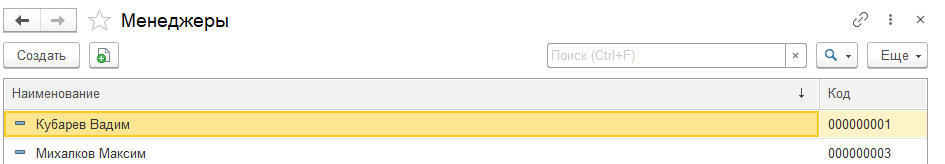 Менеджеры
Создать Поиск (Ctrl+F) × Еще
Наименование ↓ Код
Кубарев Вадим 000000001
Михалков Максим 000000003